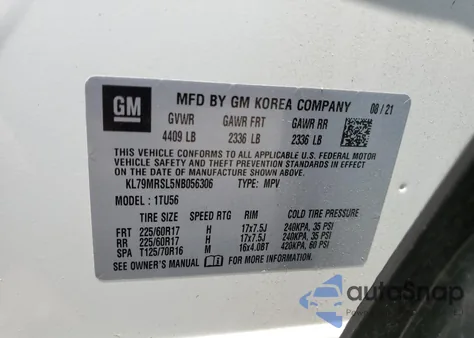 GM
MFD BY GM KOREA COMPANY 08/21
GVWR GAWR FRT GAWR RR
4409 LB 2336 LB 2336 LB
THIS VEHICLE CONFORMS TO ALL APPLICABLE U.S. FEDERAL MOTOR
VEHICLE SAFETY, BUMPER, AND THEFT PREVENTION STANDARDS IN
EFFECT ON THE DATE OF MANUFACTURE SHOWN ABOVE.
KL79MRSL5NB056306 TYPE: MPV
MODEL: 1TU56
TIRE SIZE SPEED RTG RIM COLD TIRE PRESSURE
FRT 225/60R17 H 17x7.5J 240KPA, 35 PSI
RR 225/60R17 H 17x7.5J 240KPA, 35 PSI
SPA T125/70R16 M 16x4.0BT 420KPA, 60 PSI
SEE OWNER'S MANUAL FOR MORE INFORMATION.
autoSnap